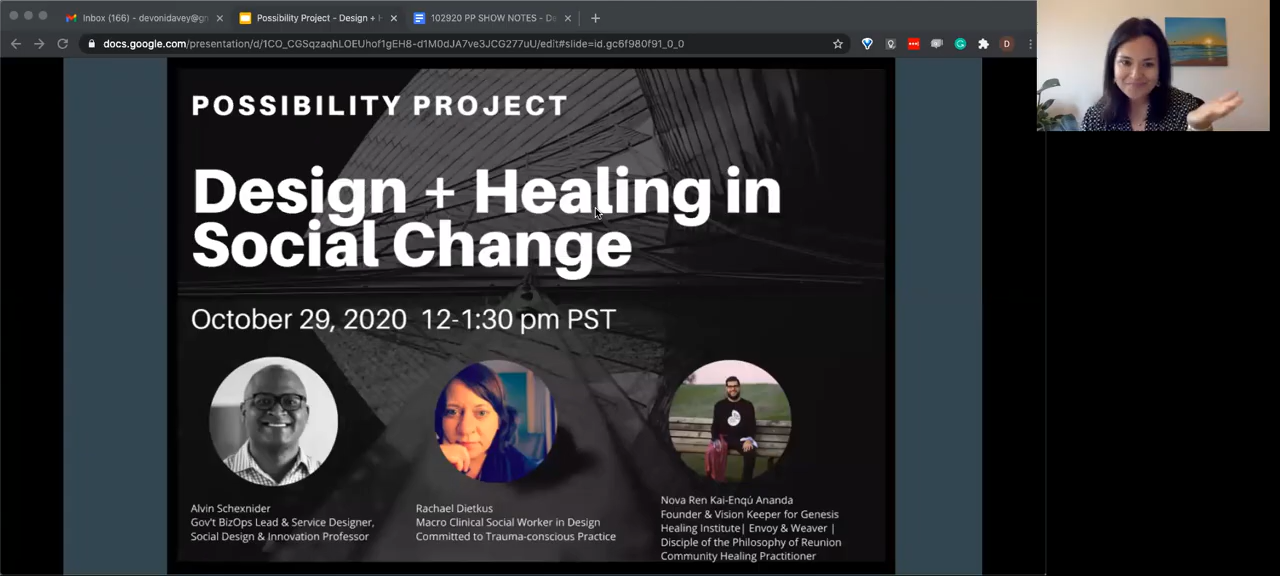 Inbox (166) - devonidavey@gm
Possibility Project - Design +
102920 PP SHOW NOTES - De
docs.google.com/presentation/d/1CO_CGSqzaqhLOEUhof1gEH8-d1M0dJA7ve3JCG277uU/edit#slide=id.gc6f980f91_0_0
D
POSSIBILITY PROJECT
Design + Healing in
Social Change
October 29, 2020 12-1:30 pm PST
Alvin Schexnider
Gov't BizOps Lead & Service Designer,
Social Design & Innovation Professor
Rachael Dietkus
Macro Clinical Social Worker in Design
Committed to Trauma-conscious Practice
Nova Ren Kai-Enqú Ananda
Founder & Vision Keeper for Genesis
Healing Institute| Envoy & Weaver |
Disciple of the Philosophy of Reunion
Community Healing Practitioner